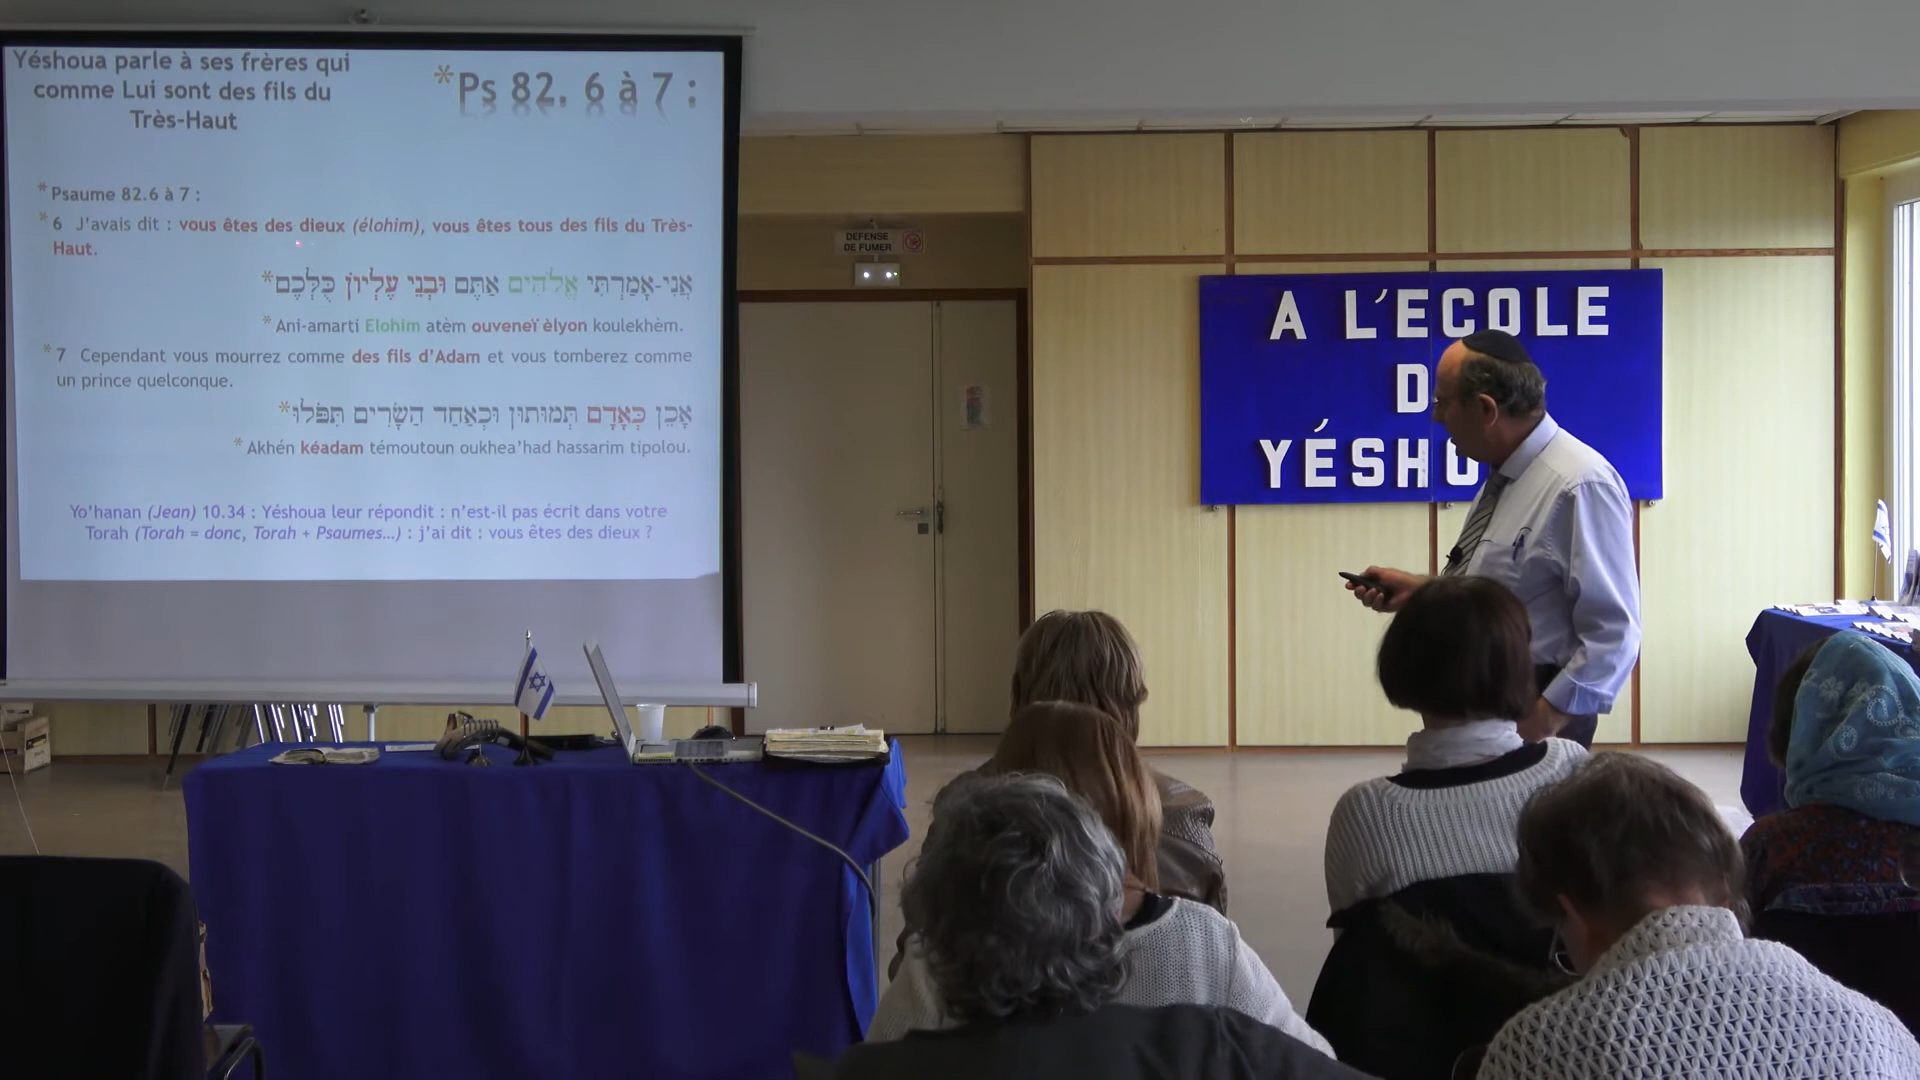 Yéshoua parle à ses frères qui
comme Lui sont des fils du
Très-Haut
*Ps 82. 6 à 7 :
* Psaume 82.6 à 7 :
* 6 J'avais dit : vous êtes des dieux (élohim), vous êtes tous des fils du Très-
Haut.
* אֲנִי-אָמַרְתִּי אֱלֹהִים אַתֶּם וּבְנֵי עֶלְיוֹן כֻּלְּכֶם
* Ani-amarti Elohim atèm ouveneï èlyon koulekhèm.
* 7 Cependant vous mourrez comme des fils d'Adam et vous tomberez comme
un prince quelconque.
* אָכֵן כְּאָדָם תְּמוּתוּן וּכְאַחַד הַשָּׂרִים תִּפֹּלוּ
* Akhén kéadam témoutoun oukhea'had hassarim tipolou.
Yo'hanan (Jean) 10.34 : Yéshoua leur répondit : n'est-il pas écrit dans votre
Torah (Torah = donc, Torah + Psaumes...) : j'ai dit : vous êtes des dieux ?
DEFENSE
DE FUMER
A L'ECOLE
D
YÉSHO